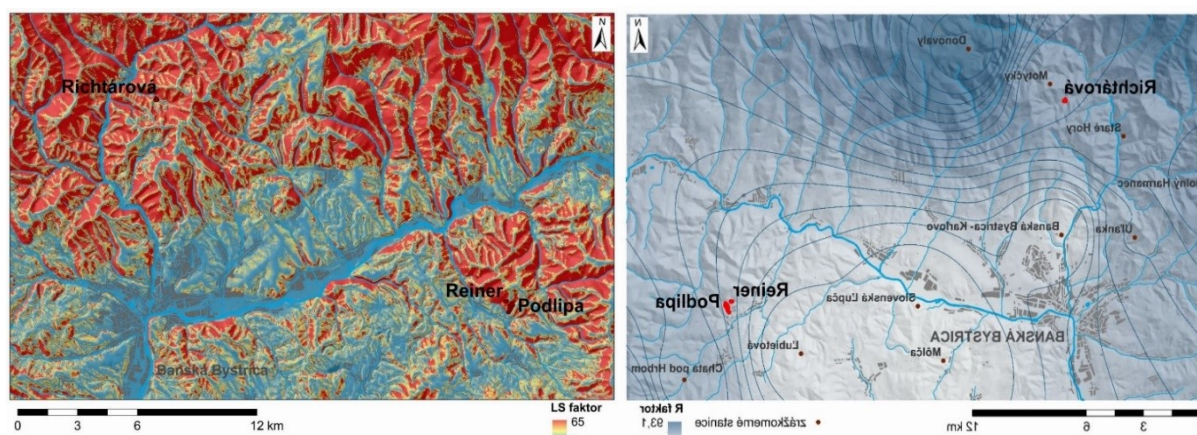 N
Richtárová
Reiner
Podlipa
Banská Bystrica
0 3 6 12 km
LS faktor
65
N
Donovaly
Motyčky
Richtárová
Staré Hory
olný Harmanec
Uľanka
Banská Bystrica-Karlovo
Reiner
Podlipa
Slovenská Ľupča
BANSKÁ BYSTRICA
Ľubietová
Môlča
Chata pod Hrbom
R faktor
93,1
zrážkomerné stanice
12 km 6 3